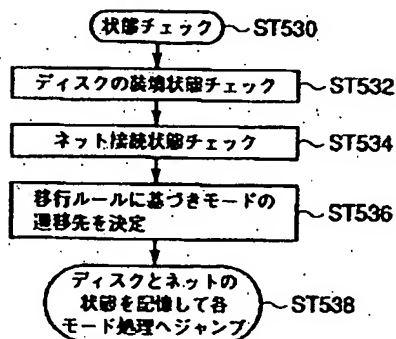 状態チェック
ST530
ディスクの装填状態チェック
ST532
ネット接続状態チェック
ST534
移行ルールに基づきモードの
遷移先を決定
ST536
ディスクとネットの
状態を記憶して各
モード処理へジャンプ
ST538